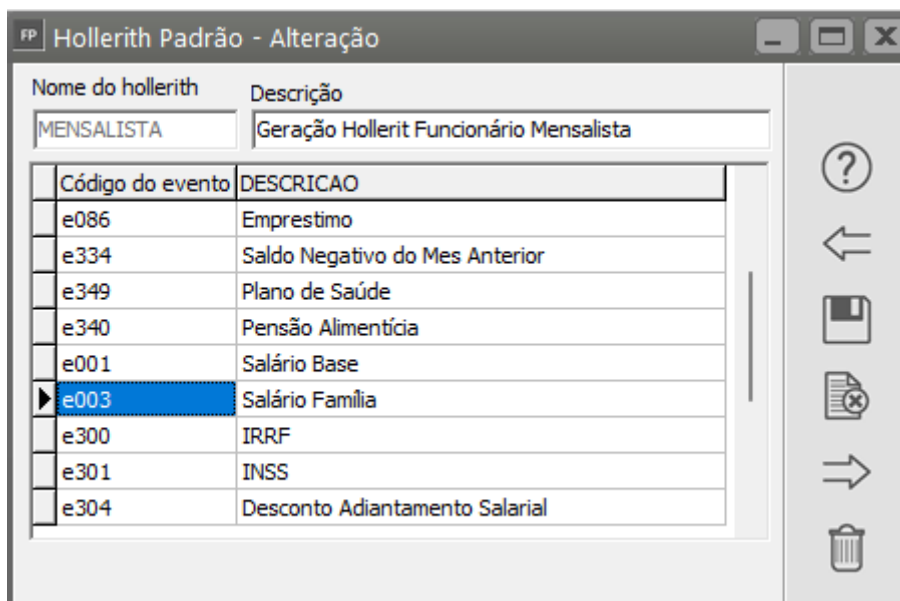 FP Hollerith Padrão - Alteração
Nome do hollerith Descrição
MENSALISTA Geração Hollerit Funcionário Mensalista
Código do evento DESCRICAO
e086 Emprestimo
e334 Saldo Negativo do Mes Anterior
e349 Plano de Saúde
e340 Pensão Alimentícia
e001 Salário Base
e003 Salário Família
e300 IRRF
e301 INSS
e304 Desconto Adiantamento Salarial